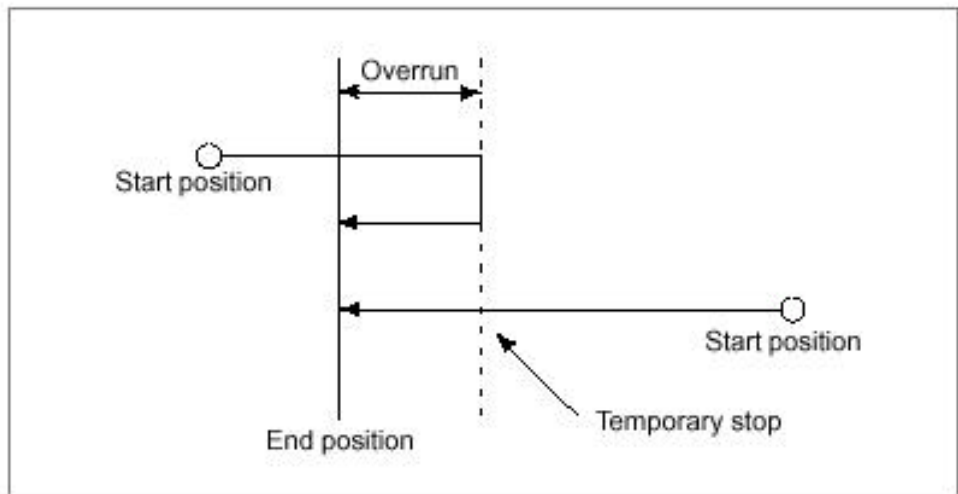 Overrun
Start position
Start position
Temporary stop
End position